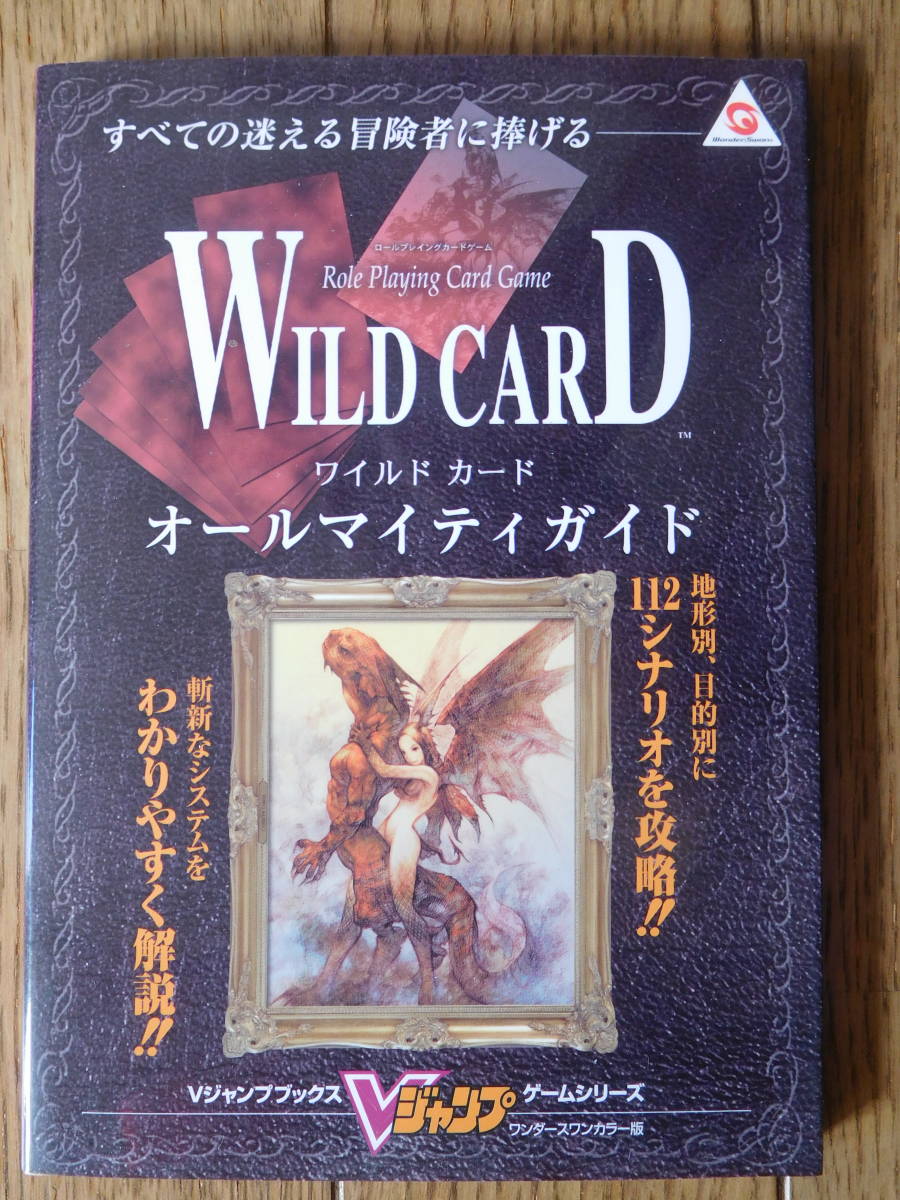 すべての迷える冒険者に捧げる
WonderSwan
ロールプレイングカードゲーム
Role Playing Card Game
WILD CARD
®
TM
ワイルド カード
オールマイティガイド
地形別、目的別に
112シナリオを攻略!!
斬新なシステムを
わかりやすく解説!!
Vジャンプブックス
Vジャンプ
ゲームシリーズ
ワンダースワンカラー版